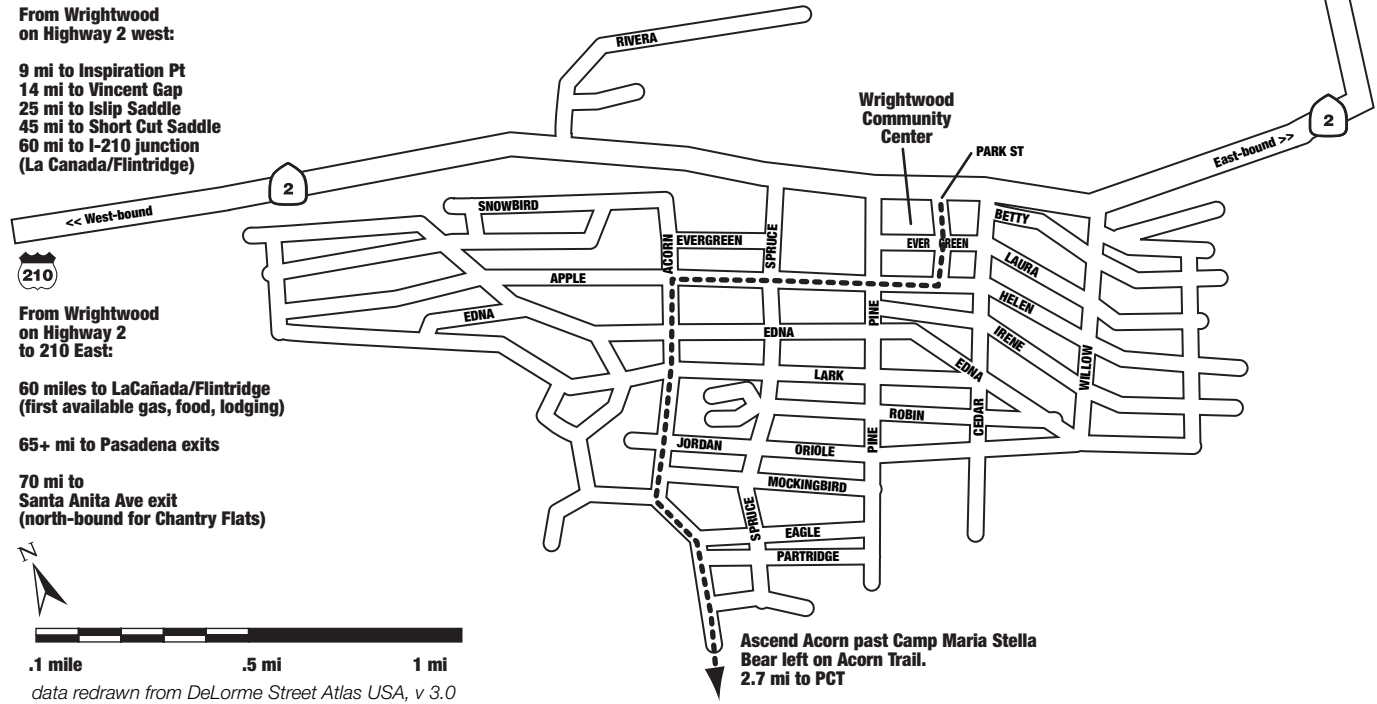 From Wrightwood
on Highway 2 west:
9 mi to Inspiration Pt
14 mi to Vincent Gap
25 mi to Islip Saddle
45 mi to Short Cut Saddle
60 mi to I-210 junction
(La Canada/Flintridge)
RIVERA
Wrightwood
Community
Center
PARK ST
2
East-bound >>
2
<< West-bound
210
SNOWBIRD
EVERGREEN
ACORN
SPRUCE
EVER GREEN
BETTY
LAURA
APPLE
HELEN
PINE
IRENE
EDNA
EDNA
EDNA
WILLOW
LARK
ROBIN
CEDAR
JORDAN
ORIOLE
PINE
MOCKINGBIRD
SPRUCE
EAGLE
PARTRIDGE
From Wrightwood
on Highway 2
to 210 East:
60 miles to LaCañada/Flintridge
(first available gas, food, lodging)
65+ mi to Pasadena exits
70 mi to
Santa Anita Ave exit
(north-bound for Chantry Flats)
N
.1 mile .5 mi 1 mi
data redrawn from DeLorme Street Atlas USA, v 3.0
Ascend Acorn past Camp Maria Stella
Bear left on Acorn Trail.
2.7 mi to PCT